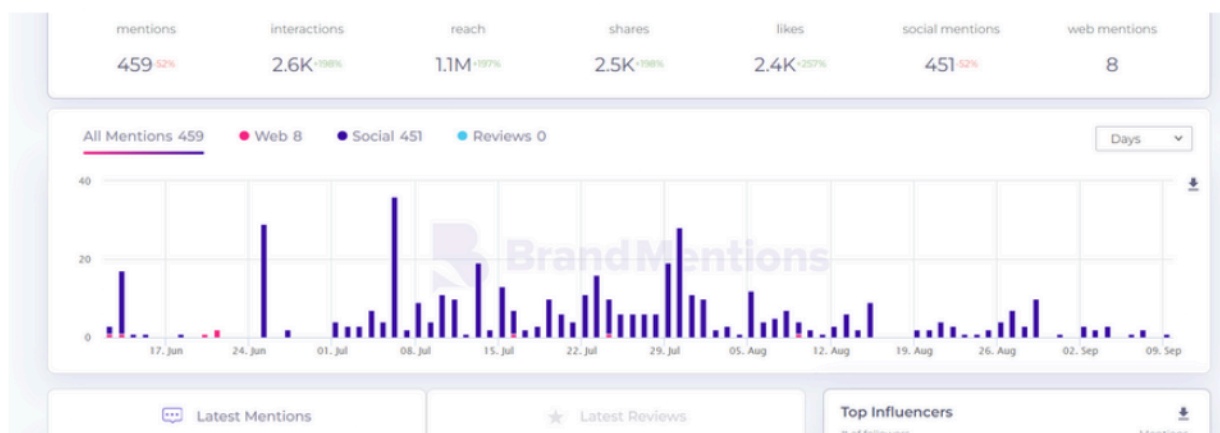 mentions interactions reach shares likes social mentions web mentions
459 -52% 2.6K +198% 1.1M +197% 2.5K +198% 2.4K +257% 451 -52% 8
All Mentions 459 Web 8 Social 451 Reviews 0 Days
40
BrandMentions
20
0
17. Jun 24. Jun 01. Jul 08. Jul 15. Jul 22. Jul 29. Jul 05. Aug 12. Aug 19. Aug 26. Aug 02. Sep 09. Sep
Latest Mentions Latest Reviews Top Influencers
# of followers Mentions